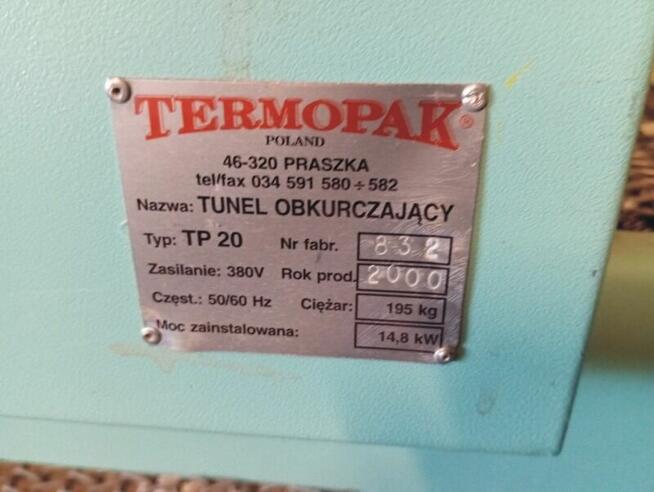 TERMOPAK®
POLAND
46-320 PRASZKA
tel/fax 034 591 580÷582
Nazwa: TUNEL OBKURCZAJĄCY
Typ: TP 20 Nr fabr. 832
Zasilanie: 380V Rok prod. 2000
Częst.: 50/60 Hz Ciężar: 195 kg
Moc zainstalowana: 14,8 kW